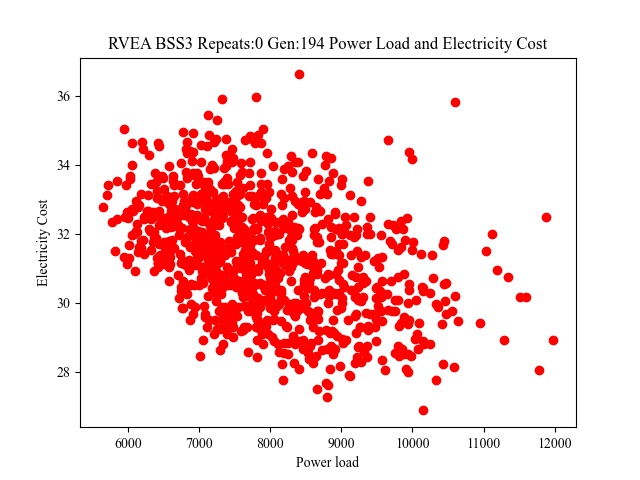 RVEA BSS3 Repeats:0 Gen:194 Power Load and Electricity Cost
36
34
32
30
28
Electricity Cost
6000 7000 8000 9000 10000 11000 12000
Power load